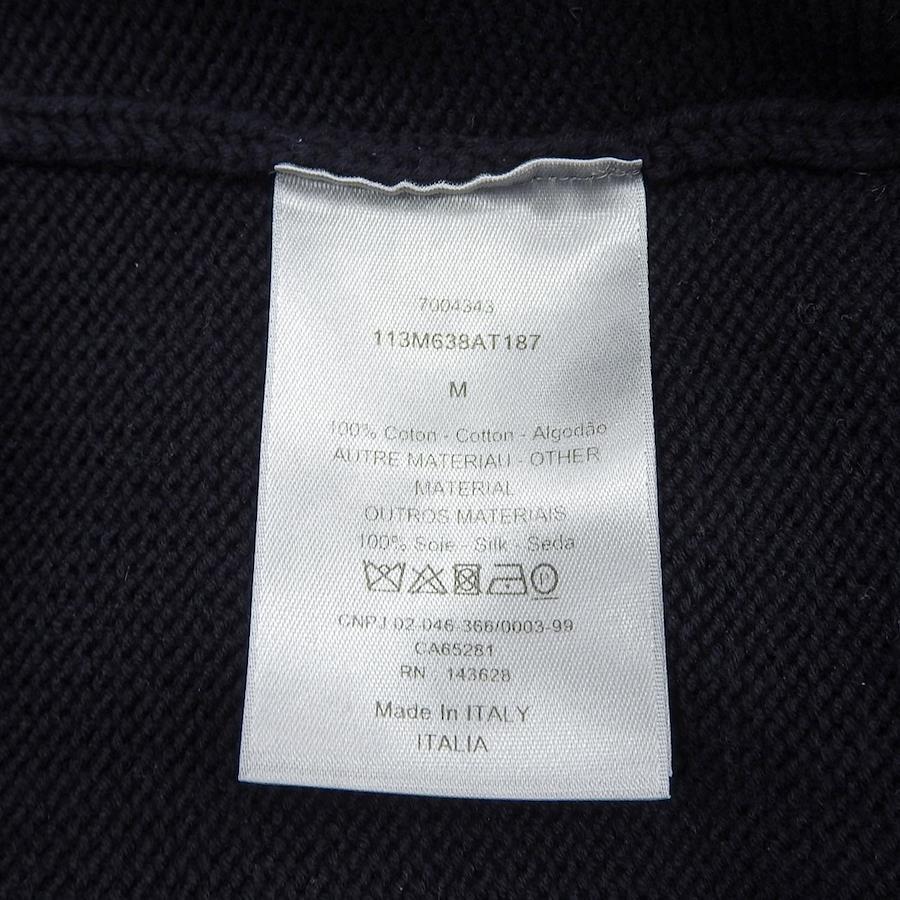 7004343
113M638AT187
M
100% Coton - Cotton - Algodão
AUTRE MATERIAU - OTHER
MATERIAL
OUTROS MATERIAIS
100% Soie - Silk - Seda
P
CNPJ 02-046-366/0003-99
CA65281
RN 143628
Made In ITALY
ITALIA